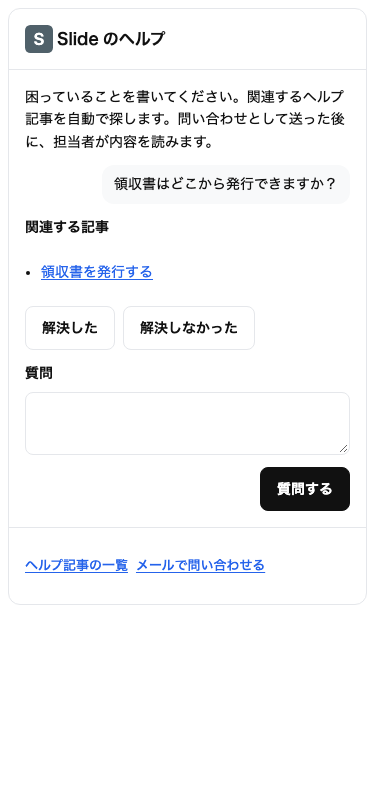 S Slide のヘルプ
困っていることを書いてください。関連するヘルプ
記事を自動で探します。問い合わせとして送った後
に、担当者が内容を読みます。
領収書はどこから発行できますか？
関連する記事
• 領収書を発行する
解決した 解決しなかった
質問
質問する
ヘルプ記事の一覧 メールで問い合わせる